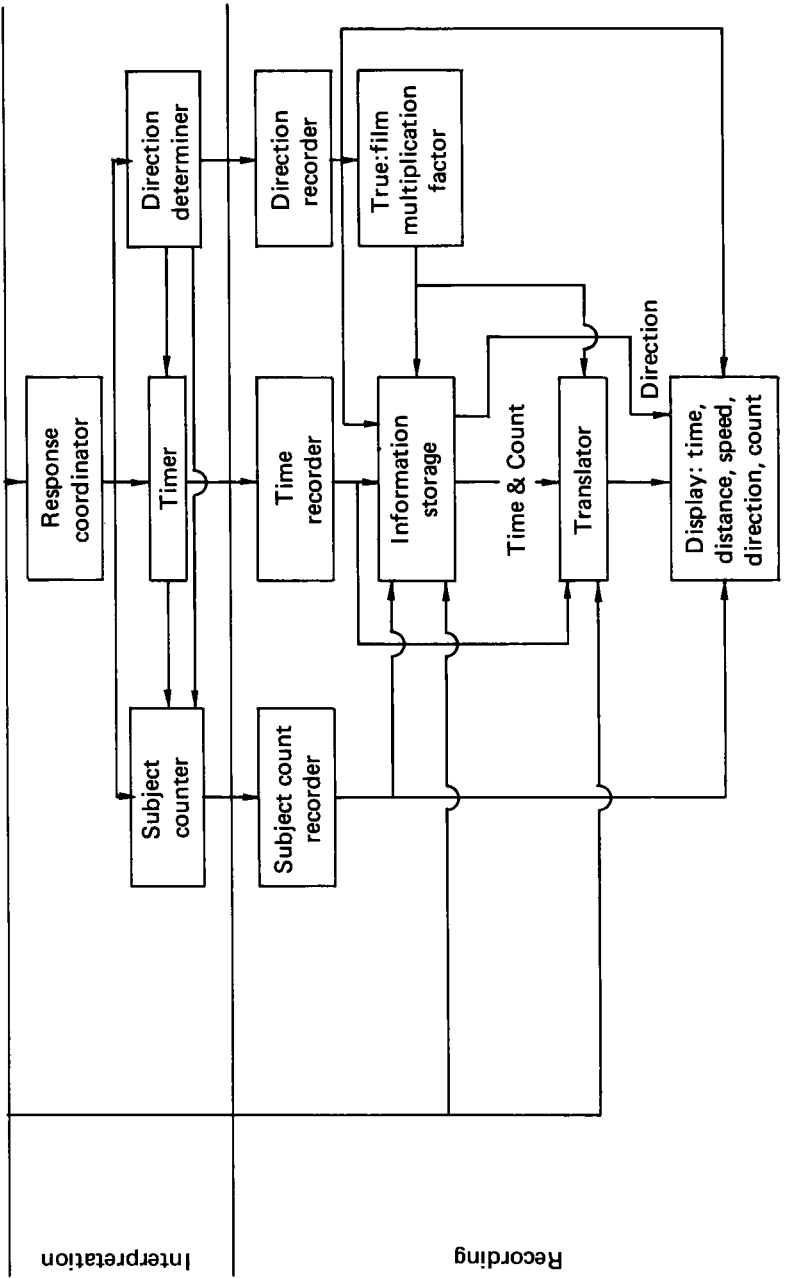 Interpretation
Response
coordinator
Subject
counter
Timer
Direction
determiner
Recording
Subject count
recorder
Time
recorder
Direction
recorder
True:film
multiplication
factor
Information
storage
Time & Count
Translator
Direction
Display: time,
distance, speed,
direction, count